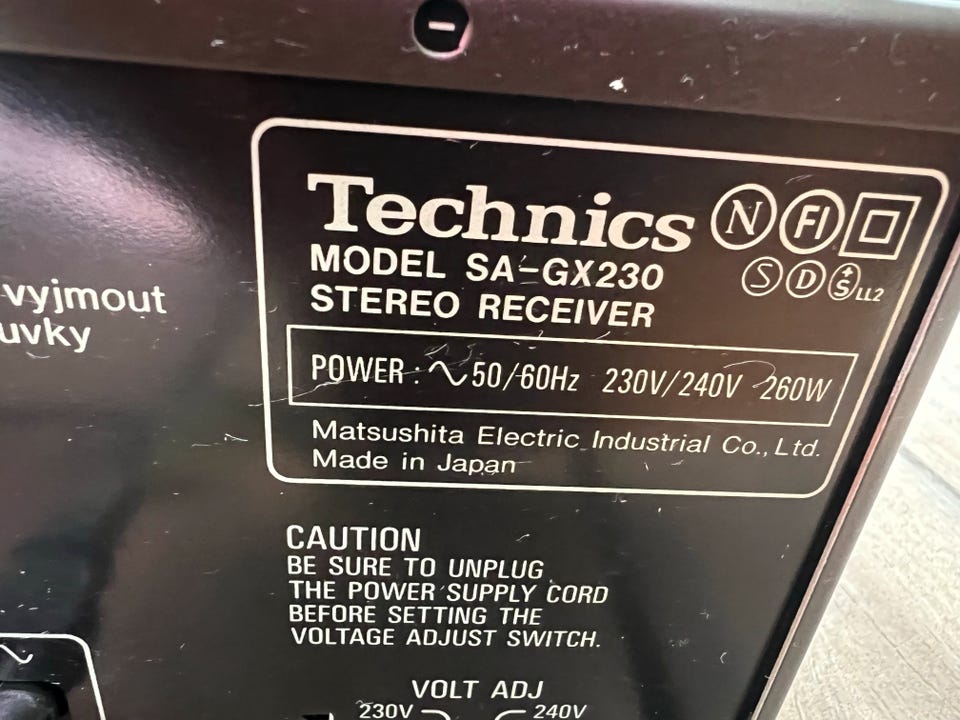 vyjmout
uvky
Technics N FI
MODEL SA-GX230 S D +S LL2
STEREO RECEIVER
POWER : ∿ 50/60Hz 230V/240V 260W
Matsushita Electric Industrial Co., Ltd.
Made in Japan
CAUTION
BE SURE TO UNPLUG
THE POWER SUPPLY CORD
BEFORE SETTING THE
VOLTAGE ADJUST SWITCH.
VOLT ADJ
230V 240V